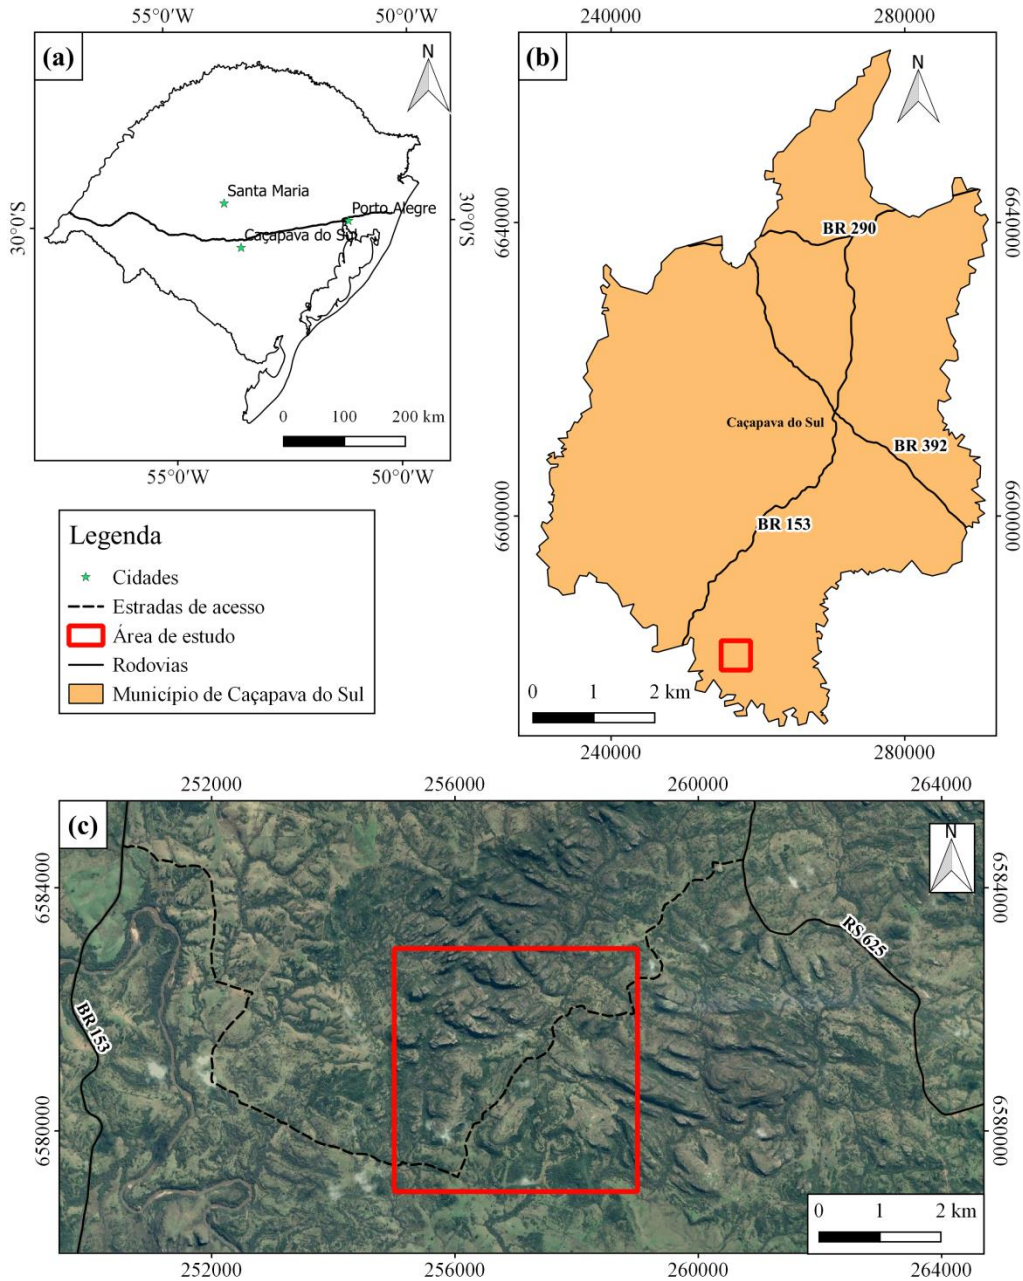 55°0'W 50°0'W
(a)
N
Santa Maria
Porto Alegre
Caçapava do Sul
30°0'S
30°0'S
0 100 200 km
55°0'W 50°0'W
240000 280000
(b)
N
6640000
6640000
BR 290
Caçapava do Sul
BR 392
6600000
6600000
BR 153
0 1 2 km
240000 280000
Legenda
Cidades
Estradas de acesso
Área de estudo
Rodovias
Município de Caçapava do Sul
252000 256000 260000 264000
(c)
N
6584000
6584000
RS 625
BR 153
6580000
6580000
0 1 2 km
252000 256000 260000 264000